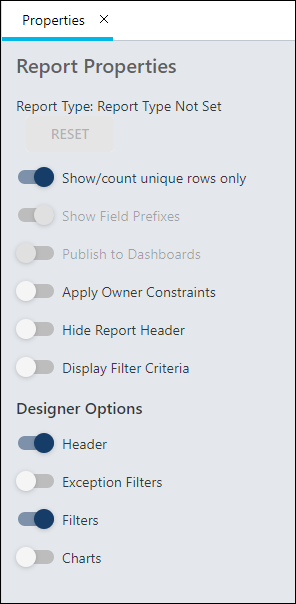 Properties ×
Report Properties
Report Type: Report Type Not Set
RESET
Show/count unique rows only
Show Field Prefixes
Publish to Dashboards
Apply Owner Constraints
Hide Report Header
Display Filter Criteria
Designer Options
Header
Exception Filters
Filters
Charts